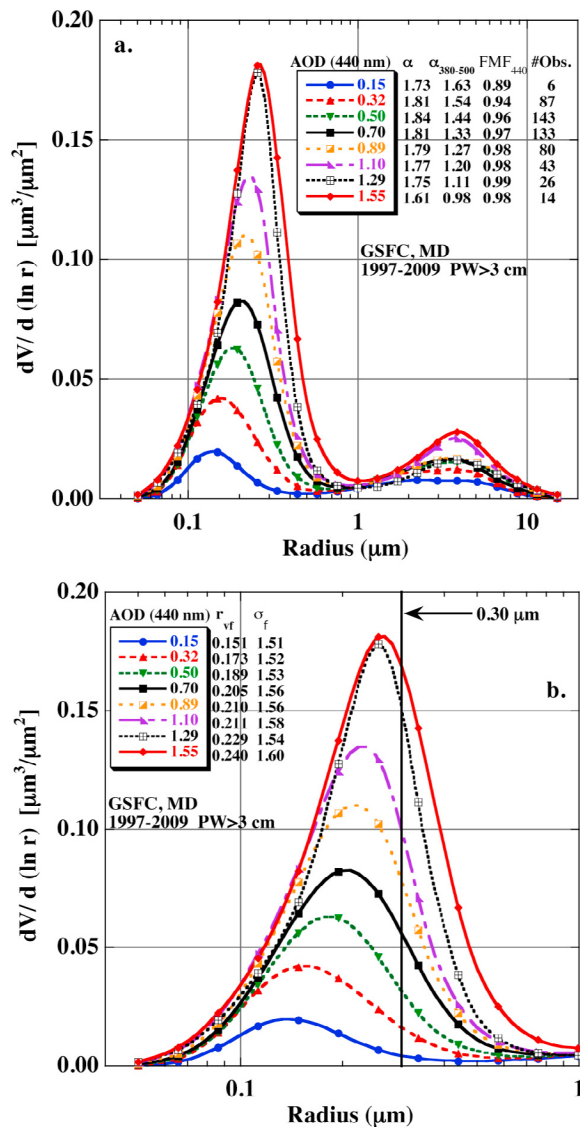 a.
AOD (440 nm) α α380-500 FMF440 #Obs.
0.15 1.73 1.63 0.89 6
0.32 1.81 1.54 0.94 87
0.50 1.84 1.44 0.96 143
0.70 1.81 1.33 0.97 133
0.89 1.79 1.27 0.98 80
1.10 1.77 1.20 0.98 43
1.29 1.75 1.11 0.99 26
1.55 1.61 0.98 0.98 14
GSFC, MD
1997-2009 PW>3 cm
dV/ d (ln r) [μm³/μm²]
0.20
0.15
0.10
0.05
0.00
0.1 1 10
Radius (μm)
b.
0.30 μm
AOD (440 nm) rvf σf
0.15 0.151 1.51
0.32 0.173 1.52
0.50 0.189 1.53
0.70 0.205 1.56
0.89 0.210 1.56
1.10 0.211 1.58
1.29 0.229 1.54
1.55 0.240 1.60
GSFC, MD
1997-2009 PW>3 cm
dV/ d (ln r) [μm³/μm²]
0.20
0.15
0.10
0.05
0.00
0.1 1
Radius (μm)